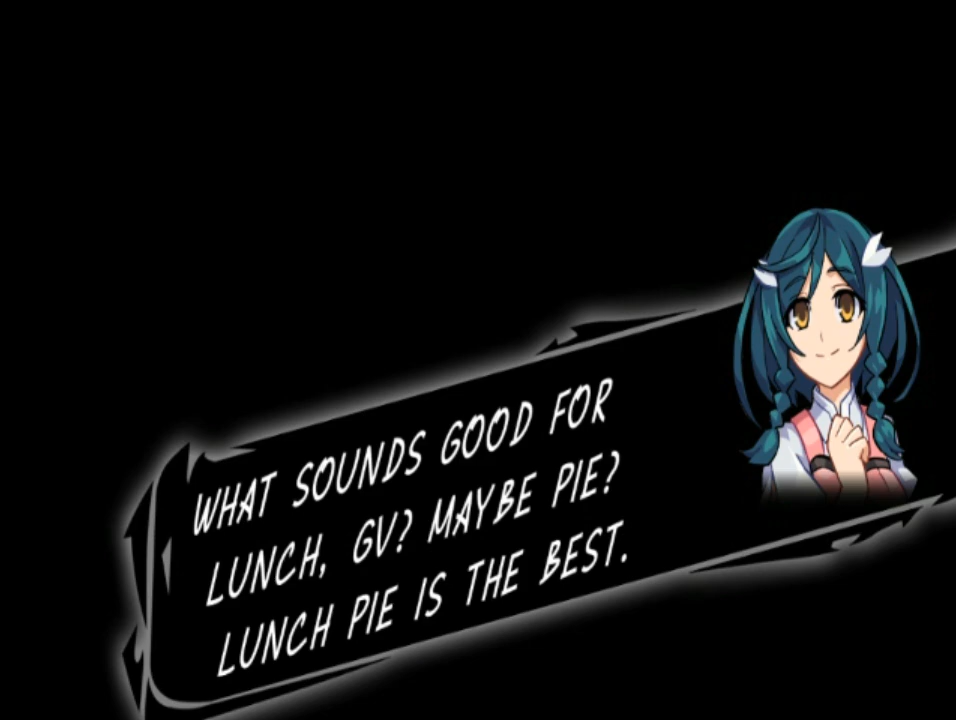 WHAT SOUNDS GOOD FOR
LUNCH, GV? MAYBE PIE?
LUNCH PIE IS THE BEST.